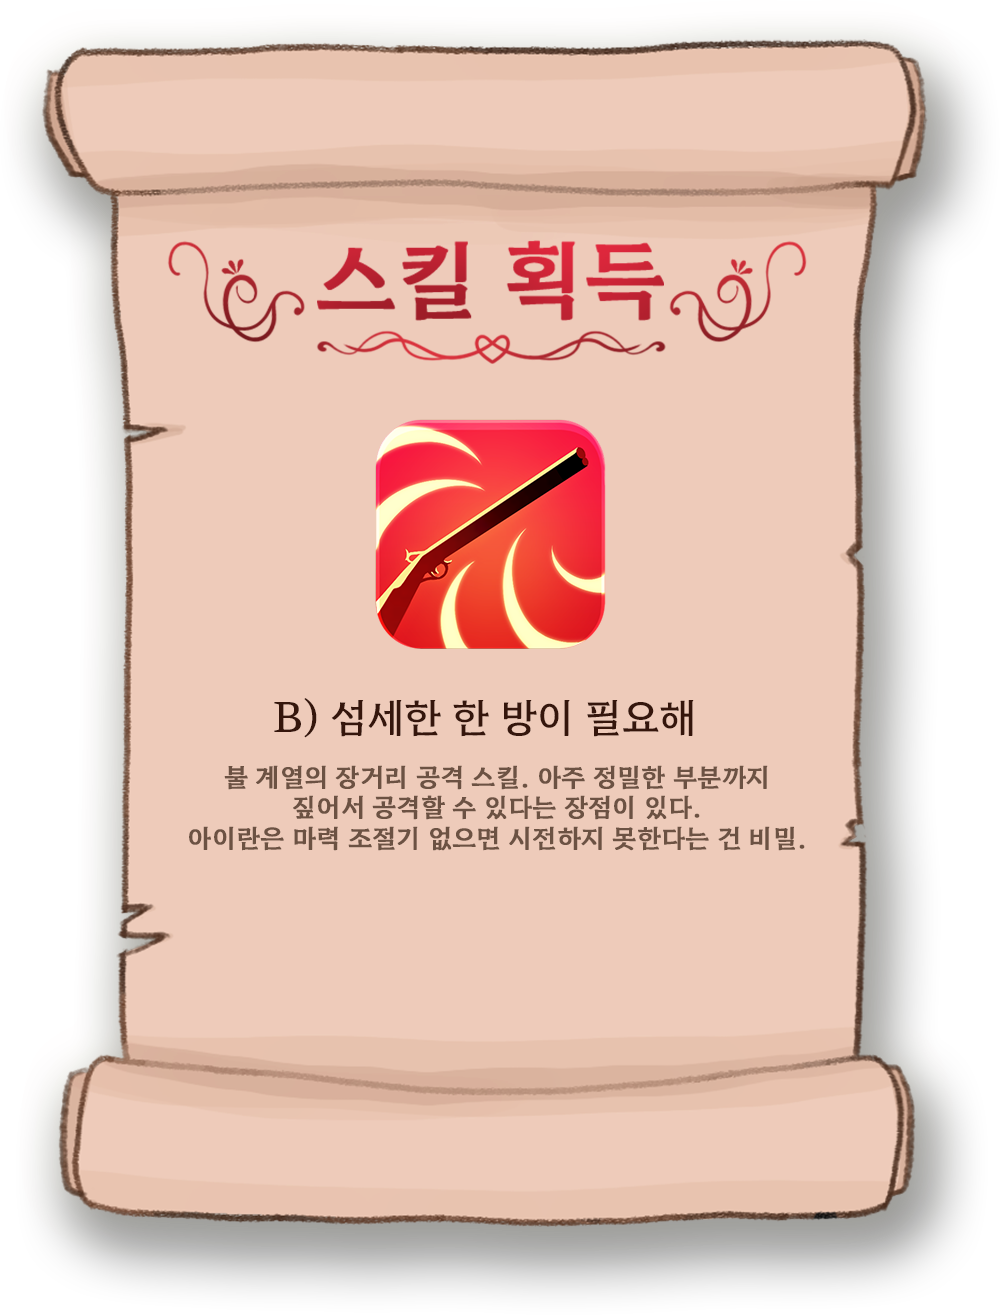 스킬 획득
B) 섬세한 한 방이 필요해
불 계열의 장거리 공격 스킬. 아주 정밀한 부분까지
짚어서 공격할 수 있다는 장점이 있다.
아이란은 마력 조절기 없으면 시전하지 못한다는 건 비밀.